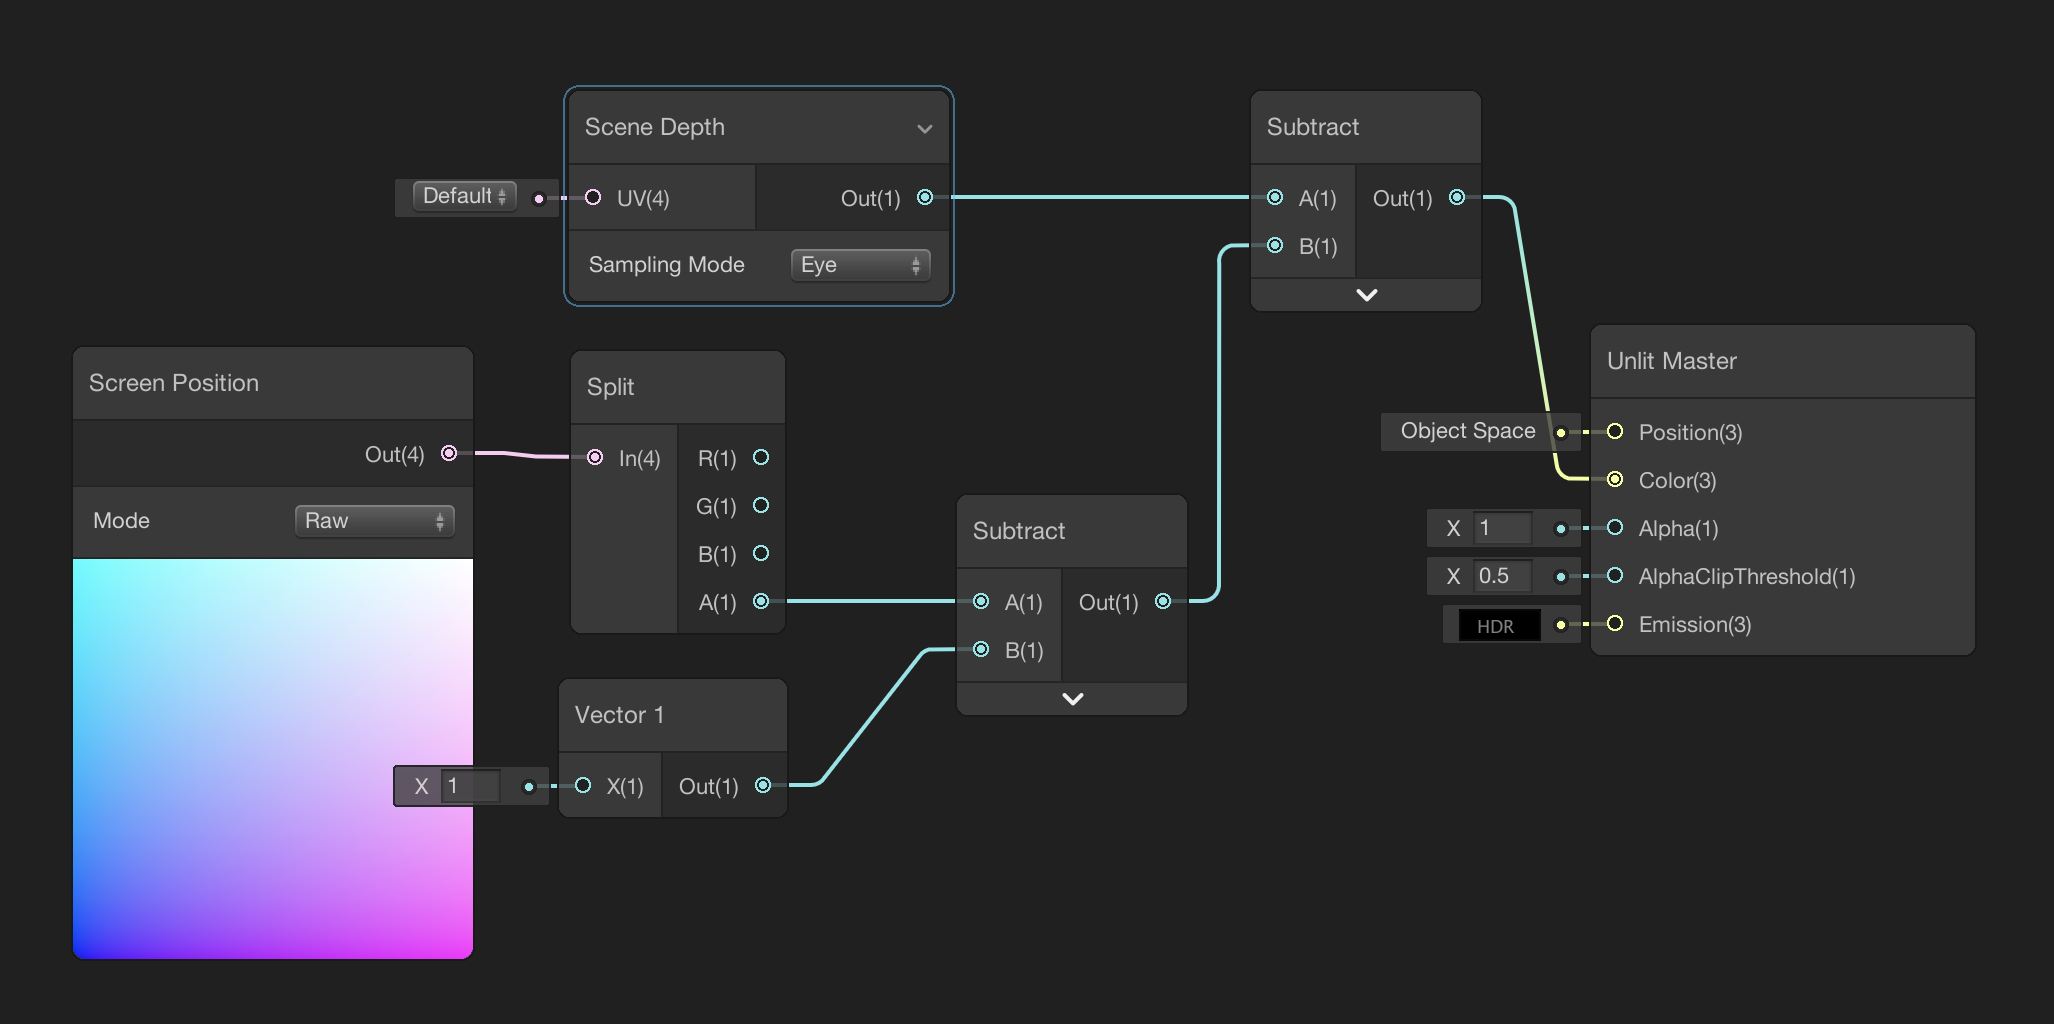 Scene Depth
Default
UV(4)
Out(1)
Sampling Mode
Eye
Subtract
A(1)
Out(1)
B(1)
Screen Position
Out(4)
Mode
Raw
Split
In(4)
R(1)
G(1)
B(1)
A(1)
Subtract
A(1)
Out(1)
B(1)
Vector 1
X 1
X(1)
Out(1)
Unlit Master
Object Space
Position(3)
Color(3)
X 1
Alpha(1)
X 0.5
AlphaClipThreshold(1)
HDR
Emission(3)